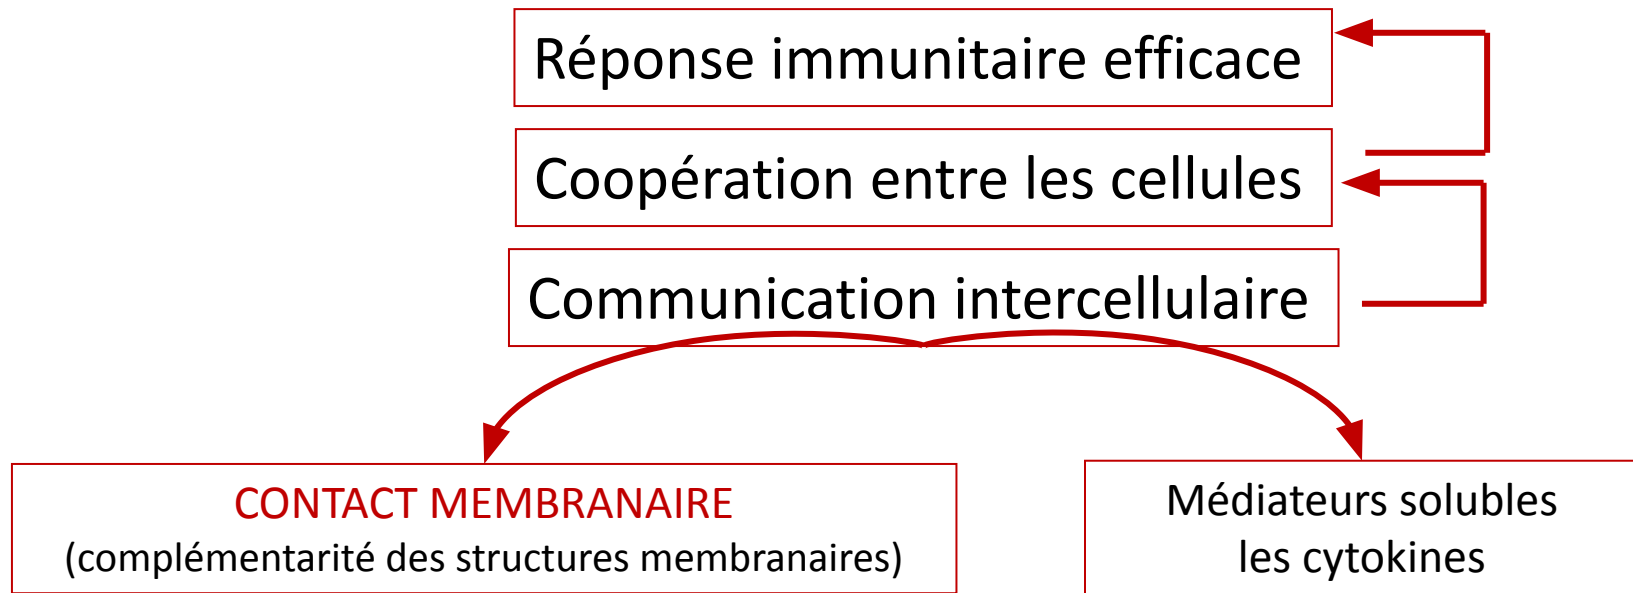 Réponse immunitaire efficace
Coopération entre les cellules
Communication intercellulaire
CONTACT MEMBRANAIRE
(complémentarité des structures membranaires)
Médiateurs solubles
les cytokines